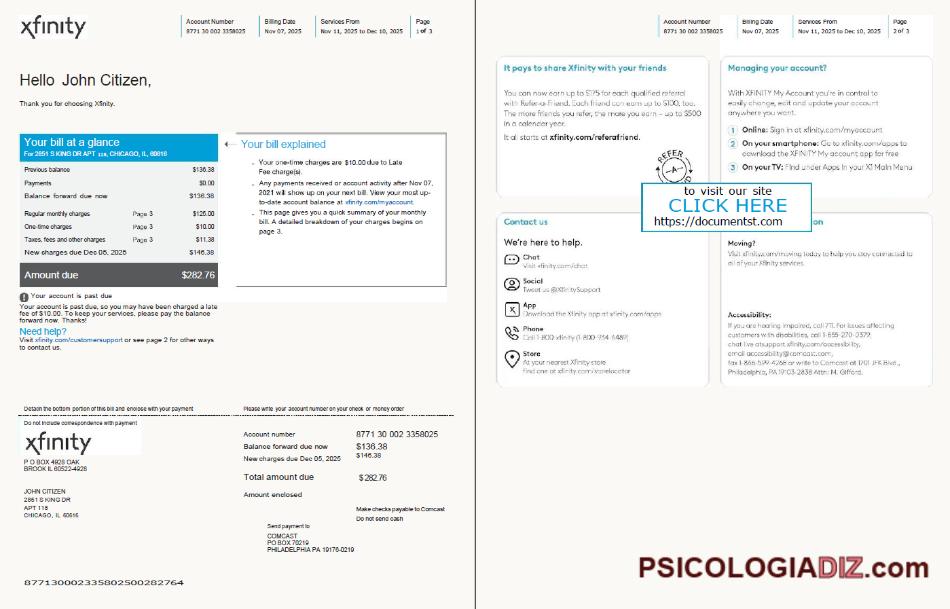 xfinity
Account Number
8771 30 002 3358025
Billing Date
Nov 07, 2025
Services From
Nov 11, 2025 to Dec 10, 2025
Page
1 of 3
Hello John Citizen,
Thank you for choosing Xfinity.
Your bill at a glance
For 2851 S KING DR APT 118, CHICAGO, IL, 60616
Previous balance $136.38
Payments $0.00
Balance forward due now $136.38
Regular monthly charges Page 3 $125.00
One-time charges Page 3 $10.00
Taxes, fees and other charges Page 3 $11.38
New charges due Dec 05, 2025 $146.38
Amount due $282.76
Your account is past due
Your account is past due, so you may have been charged a late
fee of $10.00. To keep your services, please pay the balance
forward now. Thanks!
Need help?
Visit xfinity.com/customersupport or see page 2 for other ways
to contact us.
Your bill explained
• Your one-time charges are $10.00 due to Late
Fee charge(s).
• Any payments received or account activity after Nov 07,
2021 will show up on your next bill. View your most up-
to-date account balance at xfinity.com/myaccount.
• This page gives you a quick summary of your monthly
bill. A detailed breakdown of your charges begins on
page 3.
Detach the bottom portion of this bill and enclose with your payment
Please write your account number on your check or money order
Do not include correspondence with payment
xfinity
P O BOX 4928 OAK
BROOK IL 60522-4928
JOHN CITIZEN
2851 S KING DR
APT 118
CHICAGO, IL 60616
Account number 8771 30 002 3358025
Balance forward due now $136.38
New charges due Dec 05, 2025 $146.38
Total amount due $282.76
Amount enclosed
Make checks payable to Comcast
Do not send cash
Send payment to
COMCAST
PO BOX 70219
PHILADELPHIA PA 19176-0219
877130002335802500282764
Account Number
8771 30 002 3358025
Billing Date
Nov 07, 2025
Services From
Nov 11, 2025 to Dec 10, 2025
Page
2 of 3
It pays to share Xfinity with your friends
You can now earn up to $175 for each qualified referral
with Refer-a-Friend. Each friend can earn up to $100, too.
The more friends you refer, the make you earn – up to $500
in a calendar year.
It all starts at xfinity.com/referafriend.
REFER
A
Managing your account?
With XFINITY My Account you're in control to
easily change, edit and update your account
anywhere you want.
1 Online: Sign in at xfinity.com/myaccount
2 On your smartphone: Go to xfinity.com/apps to
download the XFINITY My account app for free
3 On your TV: Find under Apps in your X1 Main Menu
to visit our site
CLICK HERE
https://documentst.com
Contact us
We're here to help.
Chat
Visit xfinity.com/chat
Social
Tweet us @XfinitySupport
App
Download the Xfinity app at xfinity.com/apps
Phone
Call 1-800-xfinity (1-800-934-6489)
Store
At your nearest Xfinity store
Find one at xfinity.com/storelocator
on
Moving?
Visit xfinity.com/moving today to help you stay connected to
all of your Xfinity services.
Accessibility:
If you are hearing impaired, call 711. For issues affecting
customers with disabilities, call 1-855-270-0379,
chat live at support.xfinity.com/accessibility,
email accessibility@comcast.com,
fax 1-866-599-4268 or write to Comcast at 1701 JFK Blvd.,
Philadelphia, PA 19103-2838 Attn: M. Gifford.
PSICOLOGIADIZ.com